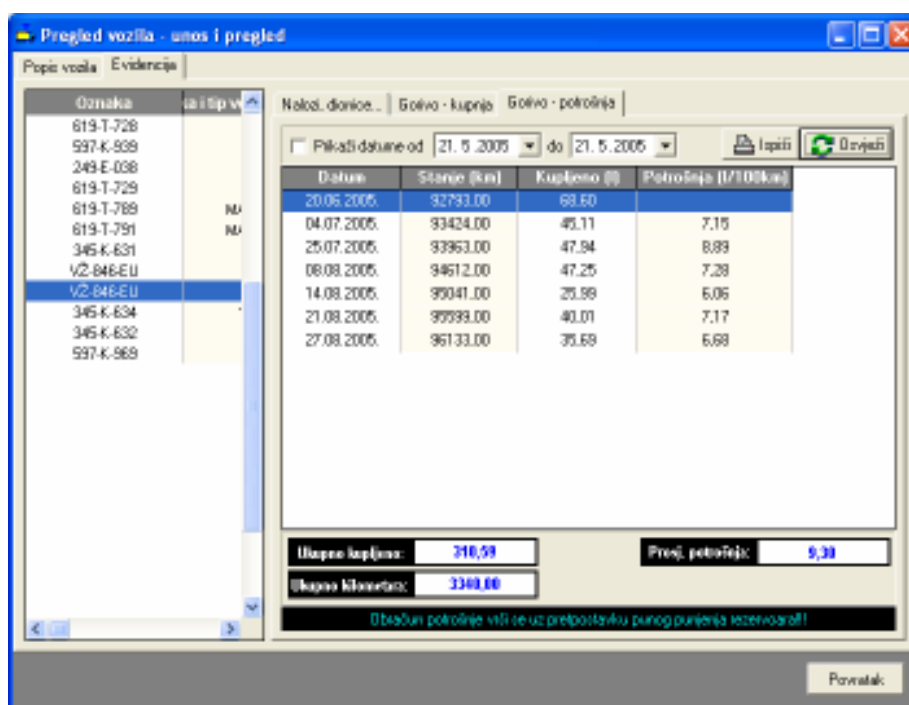 Pregled vozila - unos i pregled
Popis vozila Evidencija
Oznaka
619-T-728
597-K-939
249-E-038
619-T-729
619-T-789
619-T-791
345-K-631
VŽ-846-EU
VŽ-846-EU
345-K-634
345-K-632
597-K-969
Nalozi, dionice... Gorivo - kupnja Gorivo - potrošnja
Prikaži datume od 21. 5 .2005 do 21. 5 .2005 Ispiši Osvježi
Datum Stanje (km) Kupljeno (l) Potrošnja (l/100km)
20.06.2005. 92793.00 68.60
04.07.2005. 93424.00 45.11 7.15
25.07.2005. 93963.00 47.94 8.89
08.08.2005. 94612.00 47.25 7.28
14.08.2005. 95041.00 25.99 6.06
21.08.2005. 95599.00 40.01 7.17
27.08.2005. 96133.00 35.69 6.68
Ukupno kupljeno: 310,59 Prosj. potrošnja: 9,30
Ukupno kilometara: 3340,00
Obračun potrošnje vrši se uz pretpostavku punog punjenja rezervoara!!
Povratak